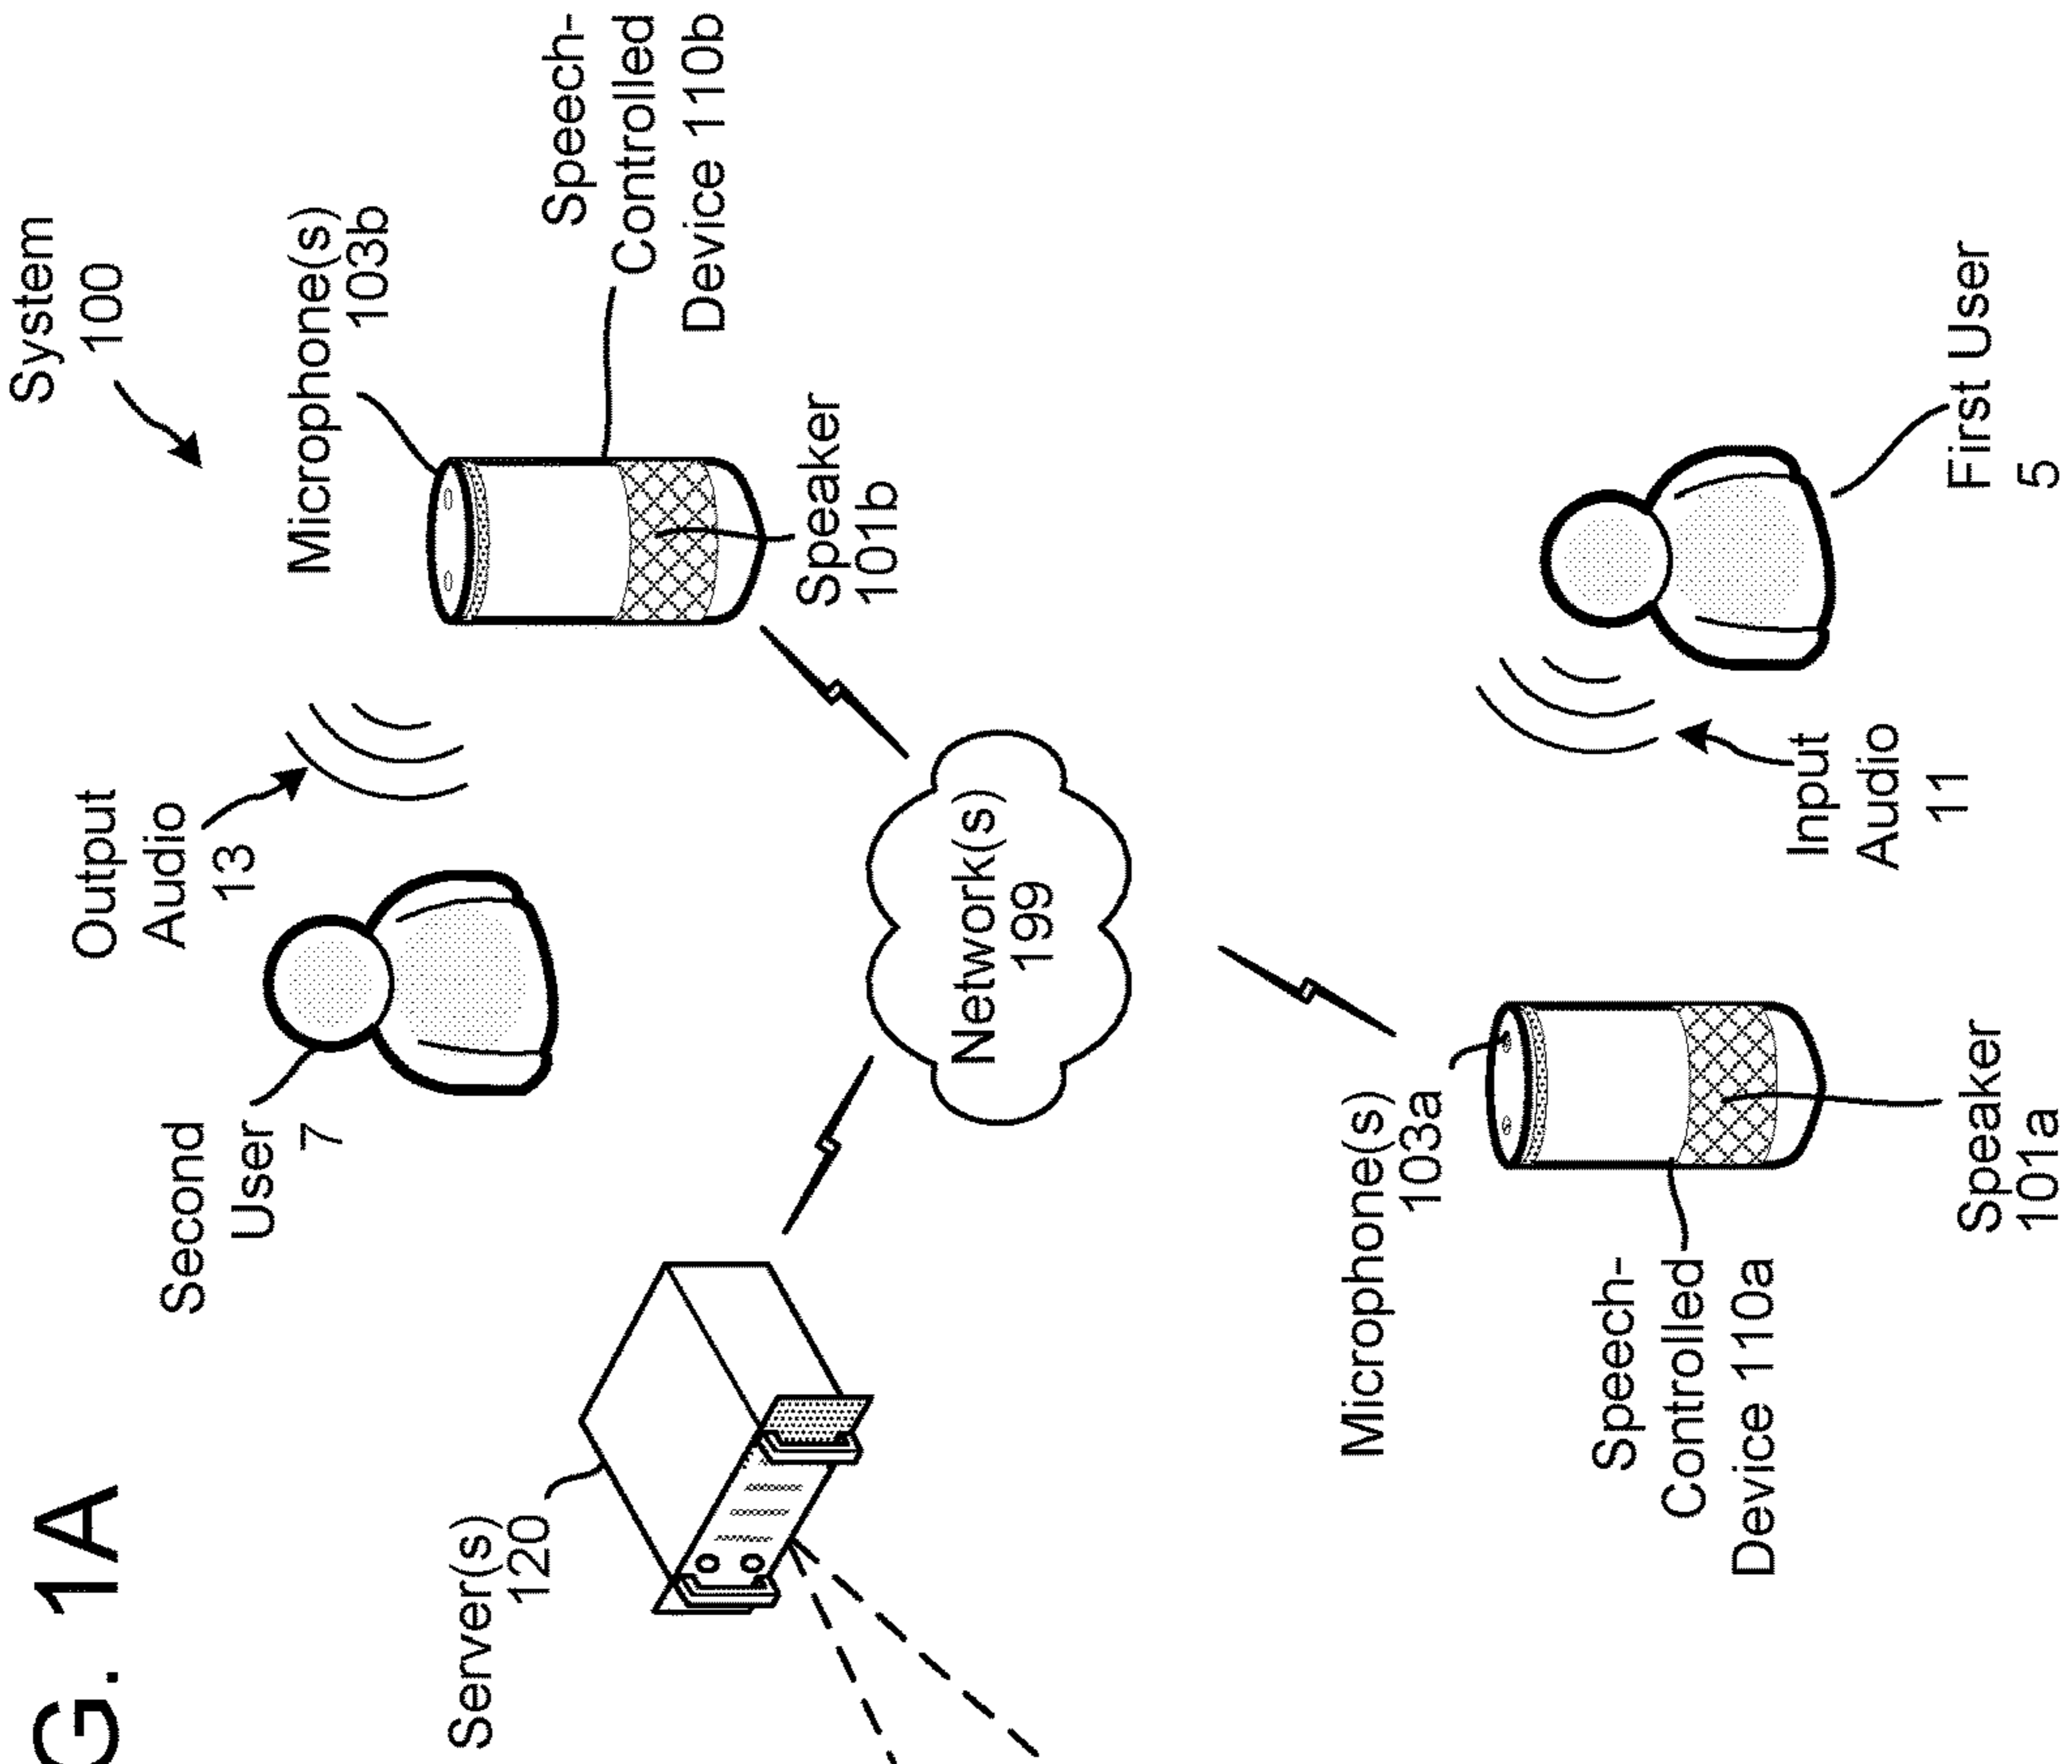 G. 1A
System
100
Output
Audio
13
Second
User
7
Microphone(s)
103b
Speech-
Controlled
Device 110b
Speaker
101b
Server(s)
120
Network(s)
199
Microphone(s)
103a
Speech-
Controlled
Device 110a
Speaker
101a
Input
Audio
11
First User
5